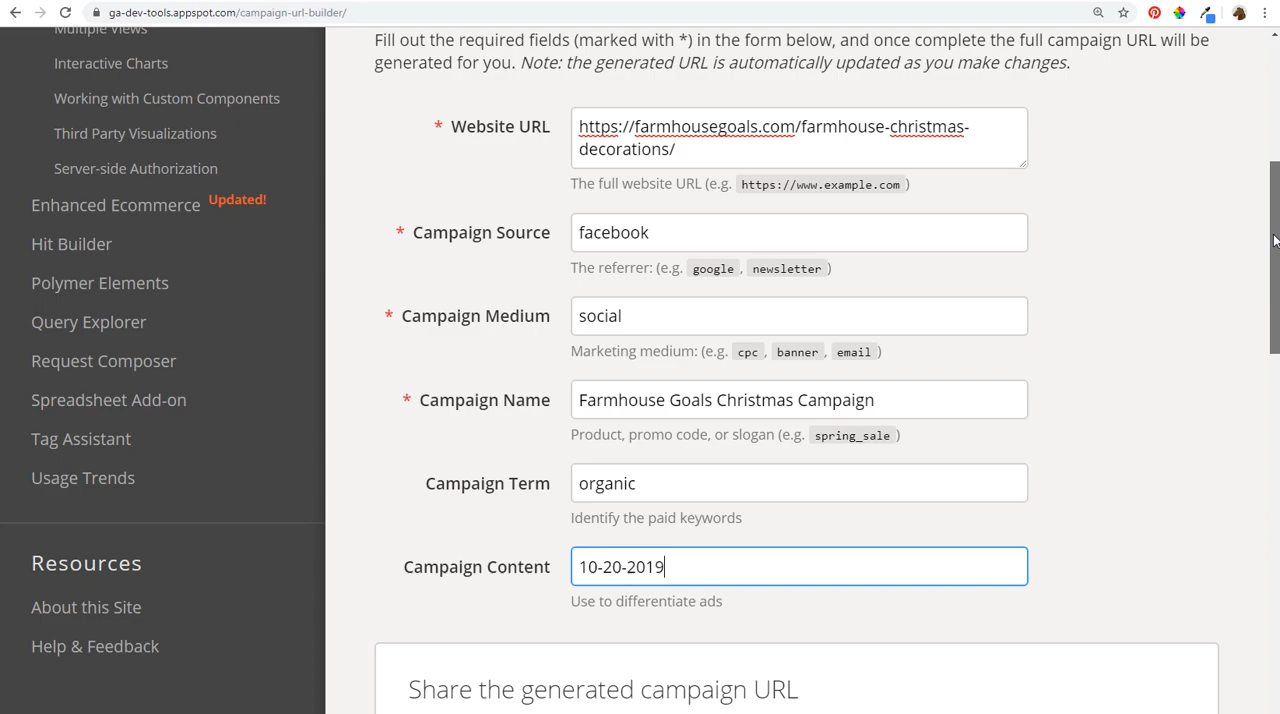 ga-dev-tools.appspot.com/campaign-url-builder/
Multiple Views
Interactive Charts
Working with Custom Components
Third Party Visualizations
Server-side Authorization
Enhanced Ecommerce Updated!
Hit Builder
Polymer Elements
Query Explorer
Request Composer
Spreadsheet Add-on
Tag Assistant
Usage Trends
Resources
About this Site
Help & Feedback
Fill out the required fields (marked with *) in the form below, and once complete the full campaign URL will be
generated for you. Note: the generated URL is automatically updated as you make changes.
* Website URL
https://farmhousegoals.com/farmhouse-christmas-
decorations/
The full website URL (e.g. https://www.example.com )
* Campaign Source
facebook
The referrer: (e.g. google , newsletter )
* Campaign Medium
social
Marketing medium: (e.g. cpc , banner , email )
* Campaign Name
Farmhouse Goals Christmas Campaign
Product, promo code, or slogan (e.g. spring_sale )
Campaign Term
organic
Identify the paid keywords
Campaign Content
10-20-2019
Use to differentiate ads
Share the generated campaign URL